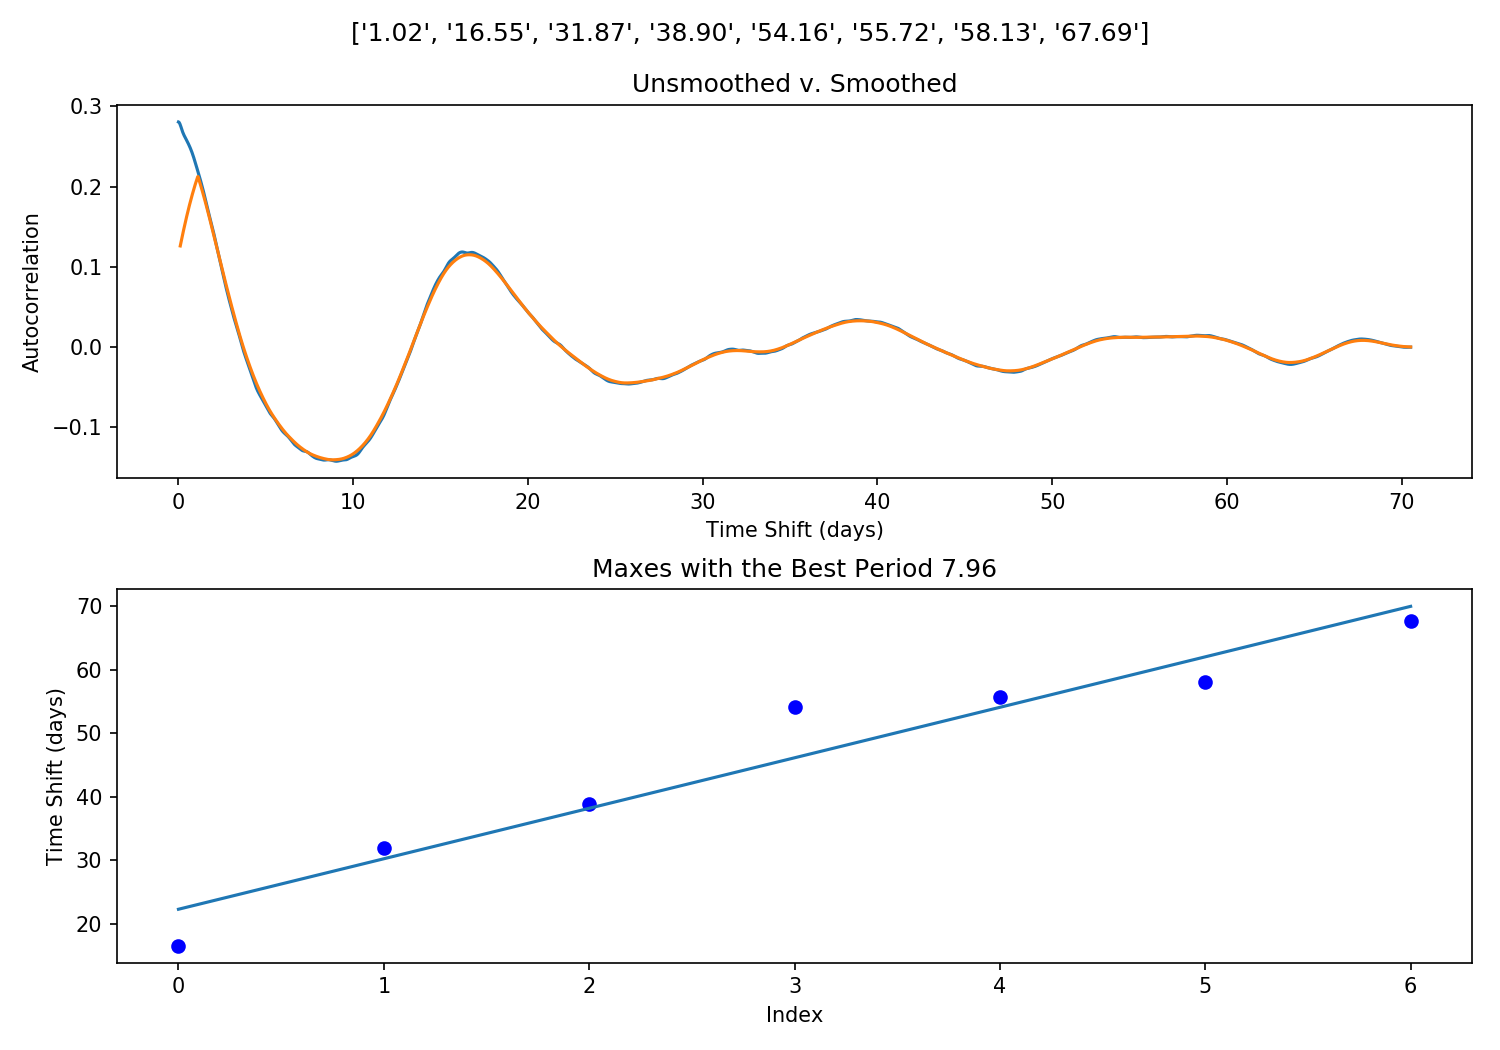 ['1.02', '16.55', '31.87', '38.90', '54.16', '55.72', '58.13', '67.69']
Unsmoothed v. Smoothed
0.3
0.2
0.1
0.0
−0.1
Autocorrelation
0 10 20 30 40 50 60 70
Time Shift (days)
Maxes with the Best Period 7.96
70
60
50
40
30
20
Time Shift (days)
0 1 2 3 4 5 6
Index